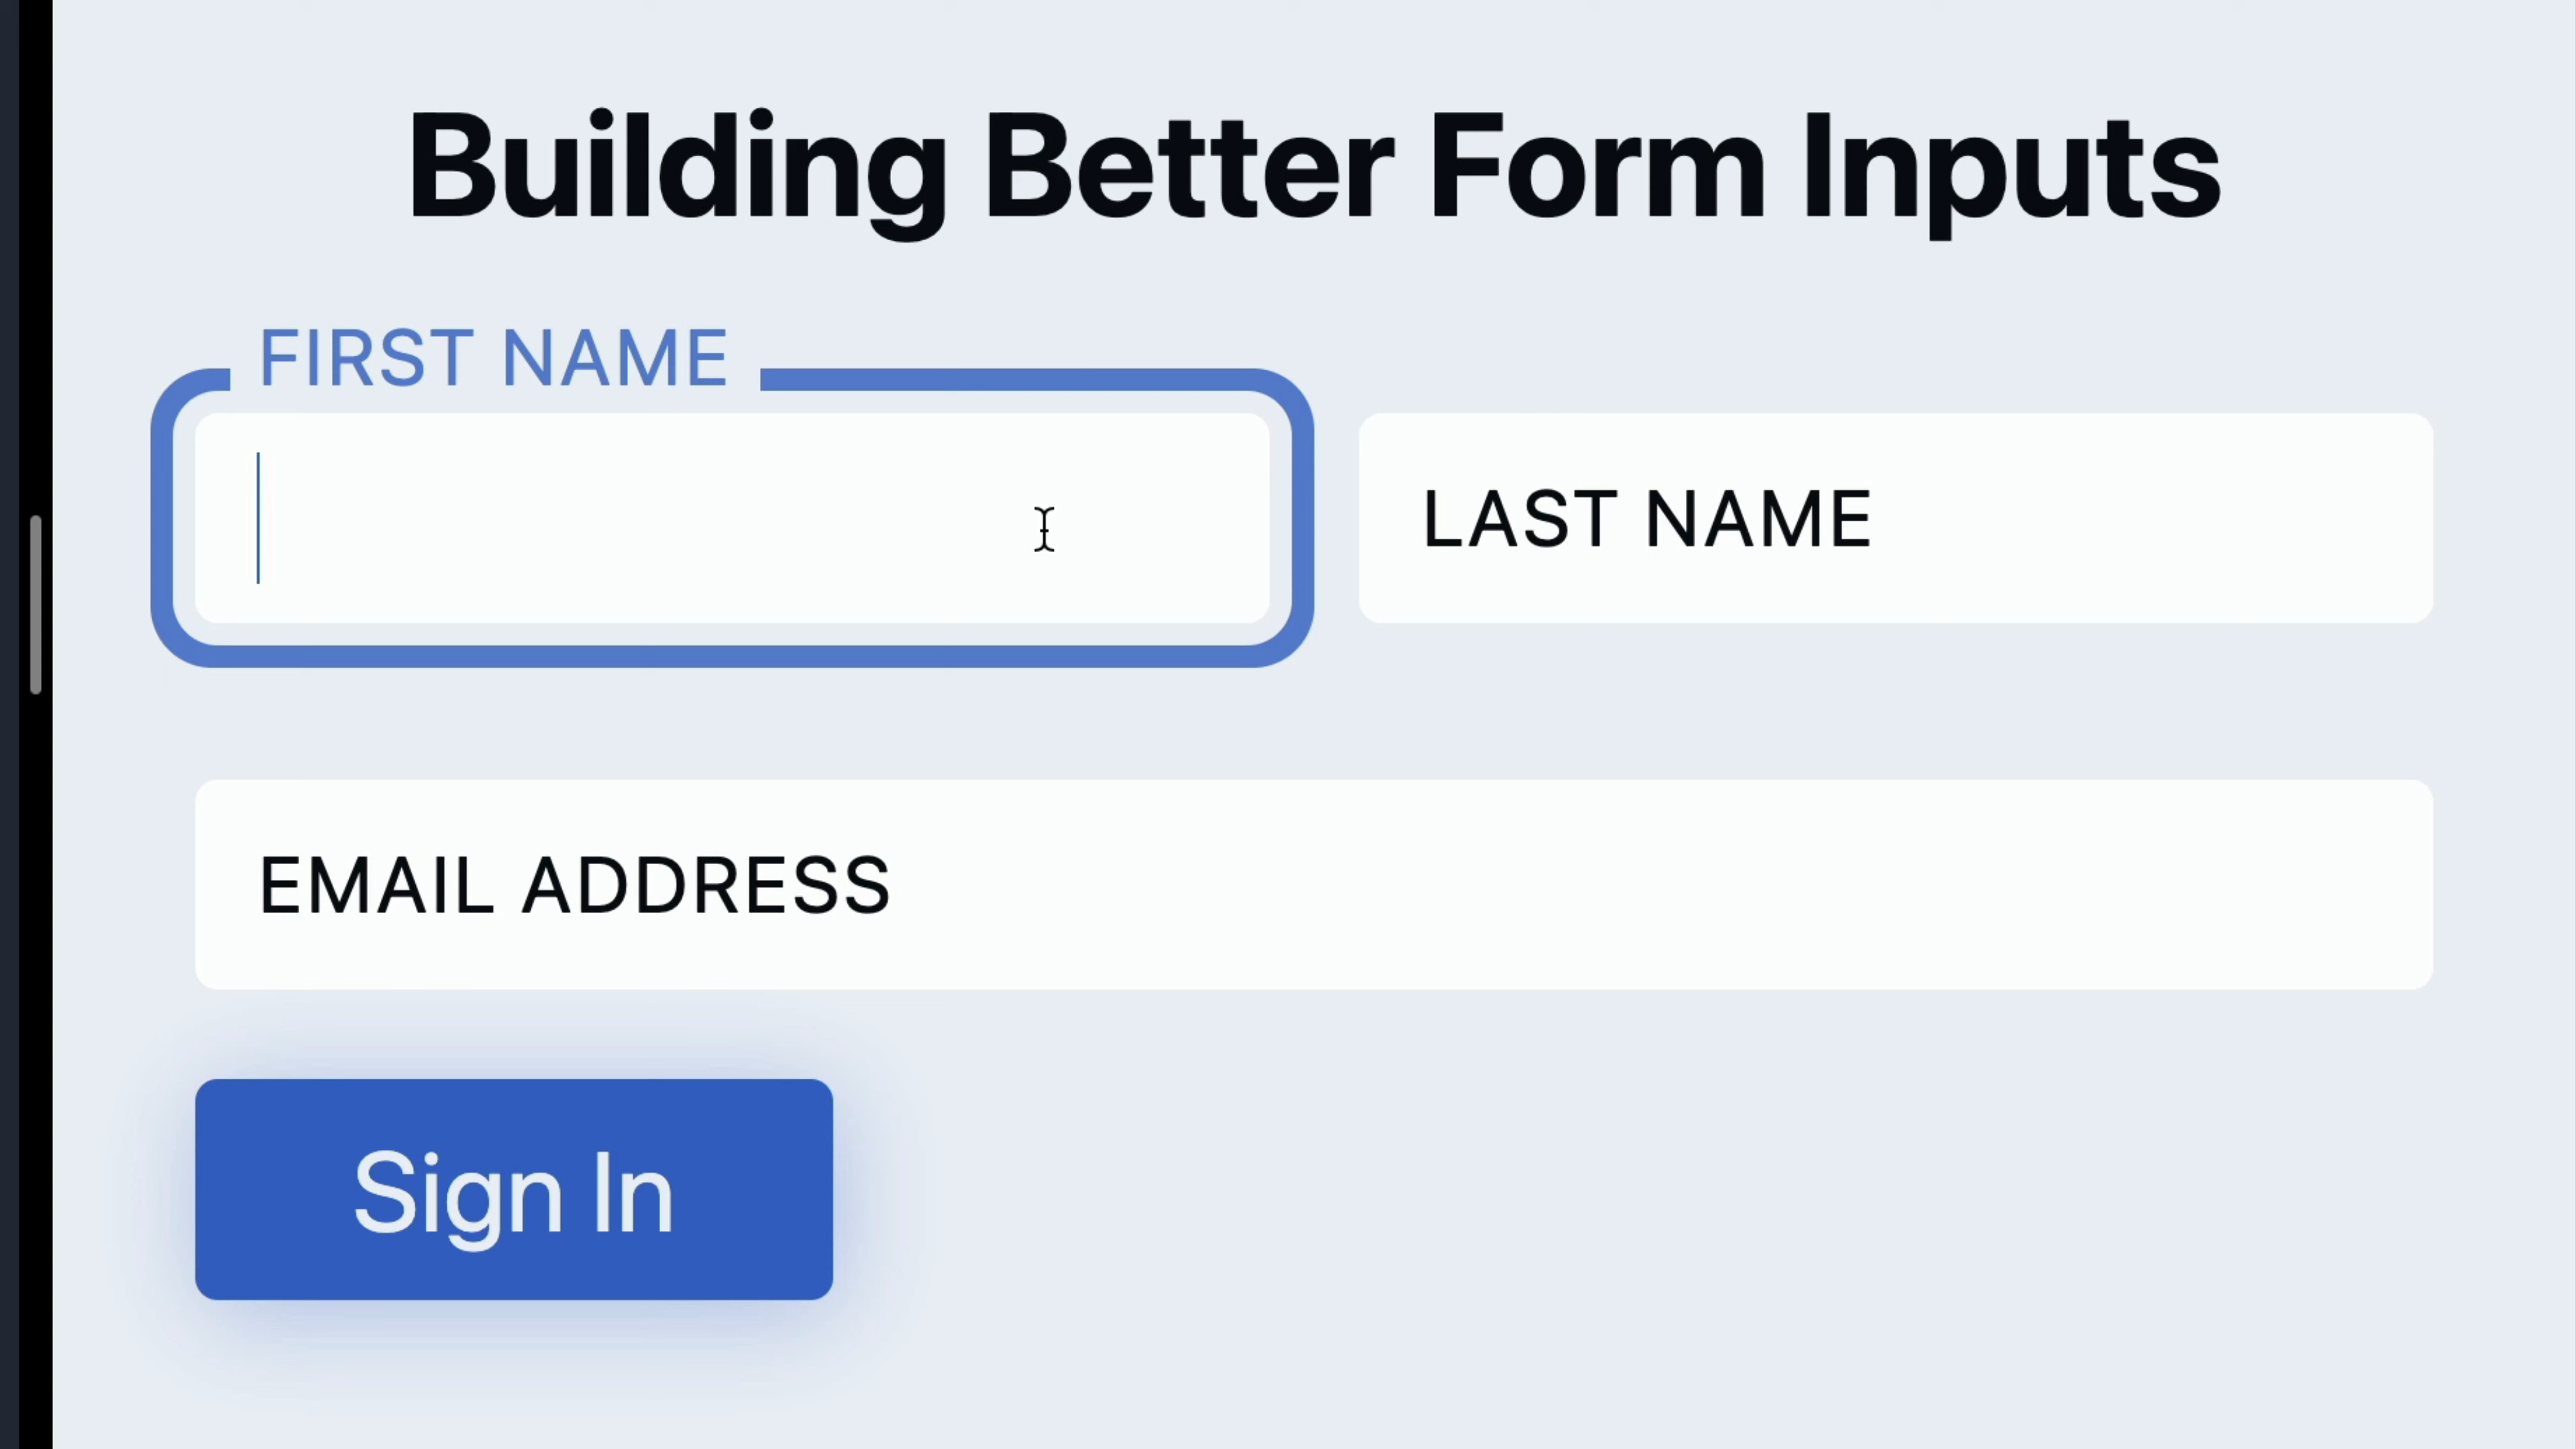 Building Better Form Inputs
FIRST NAME
LAST NAME
EMAIL ADDRESS
Sign In